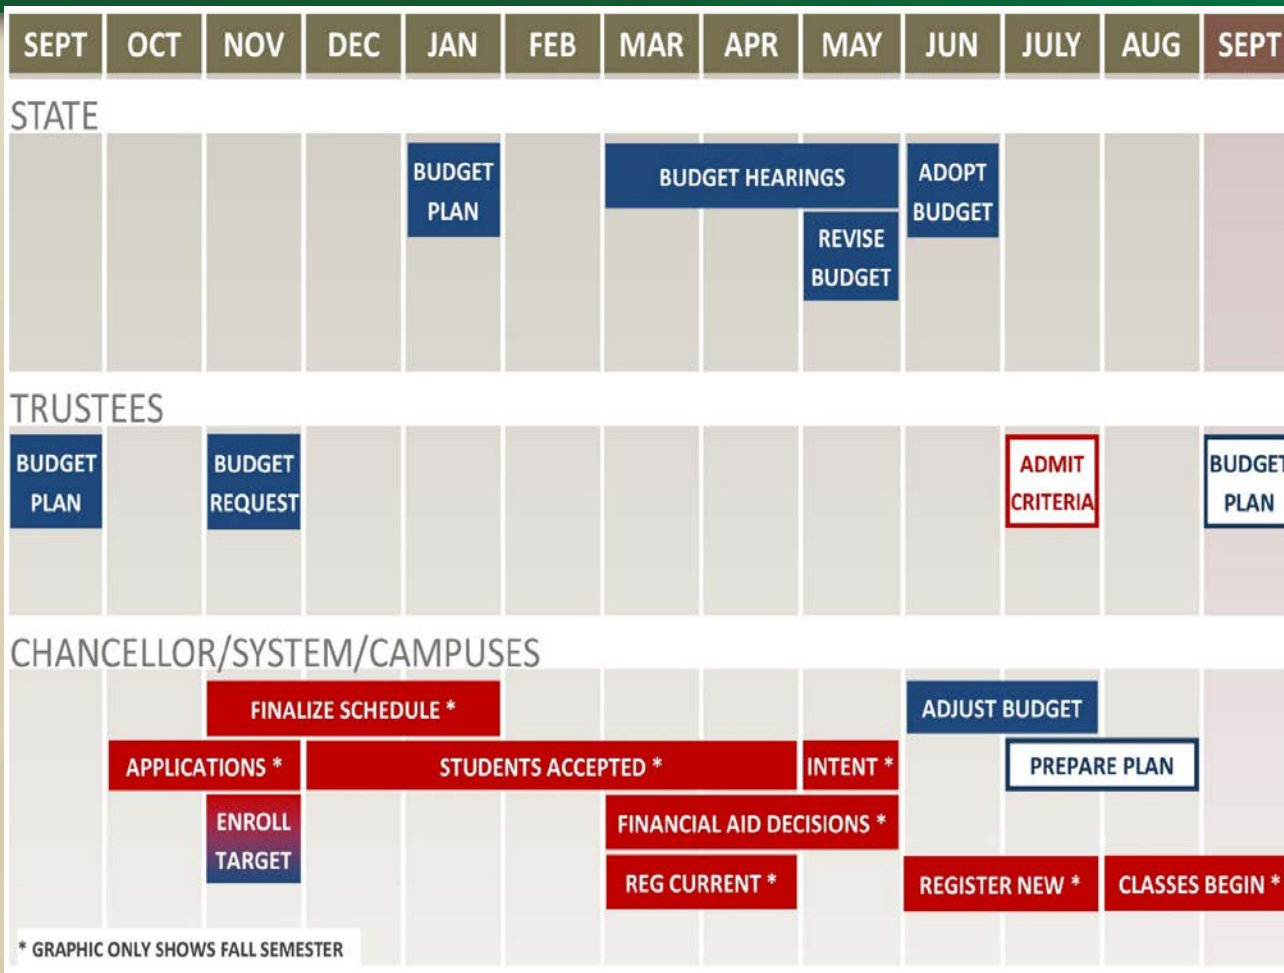 SEPT OCT NOV DEC JAN FEB MAR APR MAY JUN JULY AUG SEPT
STATE
BUDGET
PLAN
BUDGET HEARINGS
REVISE
BUDGET
ADOPT
BUDGET
TRUSTEES
BUDGET
PLAN
BUDGET
REQUEST
ADMIT
CRITERIA
BUDGET
PLAN
CHANCELLOR/SYSTEM/CAMPUSES
FINALIZE SCHEDULE *
ADJUST BUDGET
APPLICATIONS *
STUDENTS ACCEPTED *
INTENT *
PREPARE PLAN
ENROLL
TARGET
FINANCIAL AID DECISIONS *
REG CURRENT *
REGISTER NEW *
CLASSES BEGIN *
* GRAPHIC ONLY SHOWS FALL SEMESTER